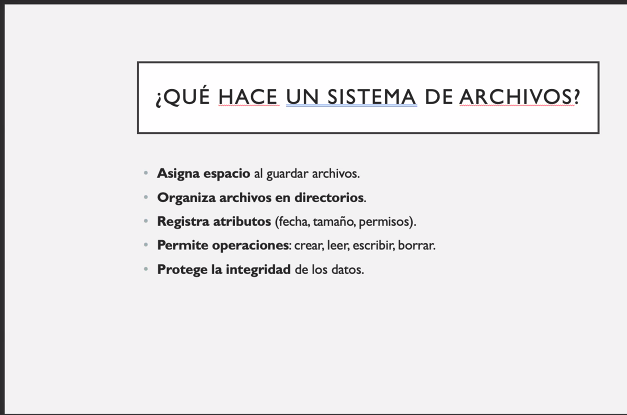 ¿QUÉ HACE UN SISTEMA DE ARCHIVOS?
• Asigna espacio al guardar archivos.
• Organiza archivos en directorios.
• Registra atributos (fecha, tamaño, permisos).
• Permite operaciones: crear, leer, escribir, borrar.
• Protege la integridad de los datos.